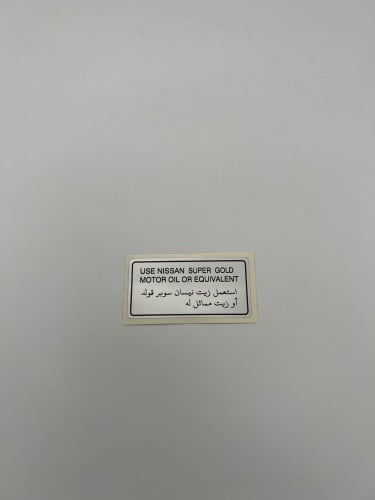 USE NISSAN SUPER GOLD
MOTOR OIL OR EQUIVALENT
استعمل زيت نيسان سوبر قولد
أو زيت مماثل له